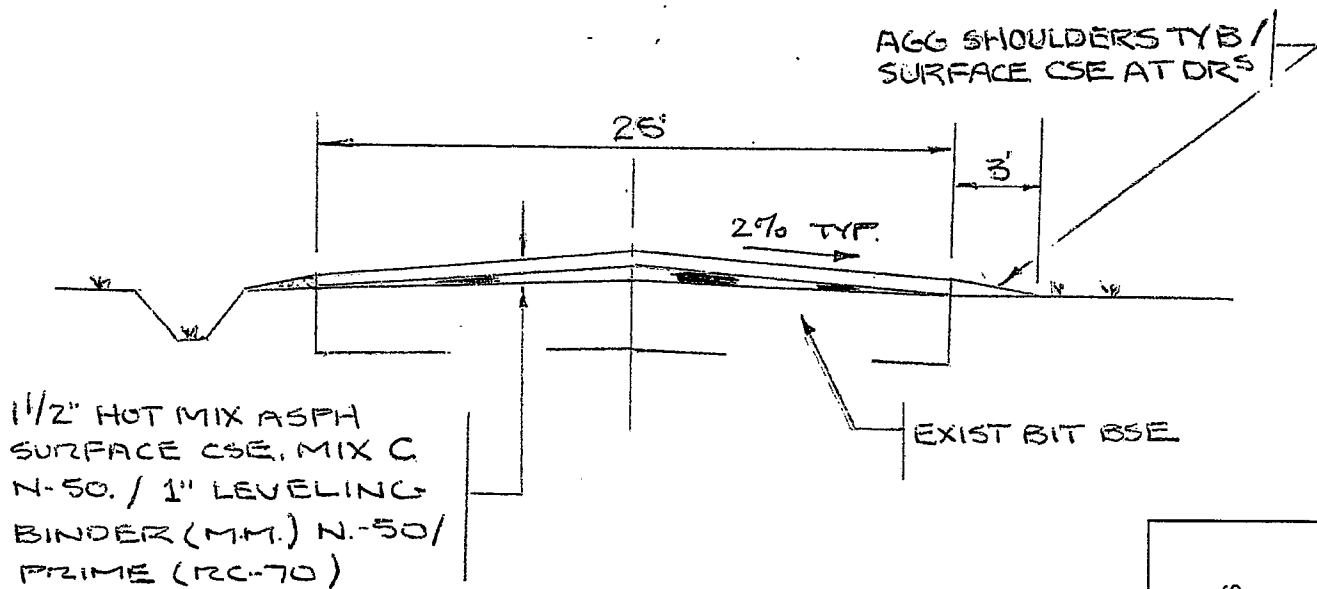 AGG SHOULDERS TY B/
SURFACE CSE AT DRS
26'
3'
2% TYP.
1 1/2" HOT MIX ASPH
SURFACE CSE, MIX C
N-50. / 1" LEVELING
BINDER (M.M.) N.-50/
PRIME (RC-70)
EXIST BIT BSE